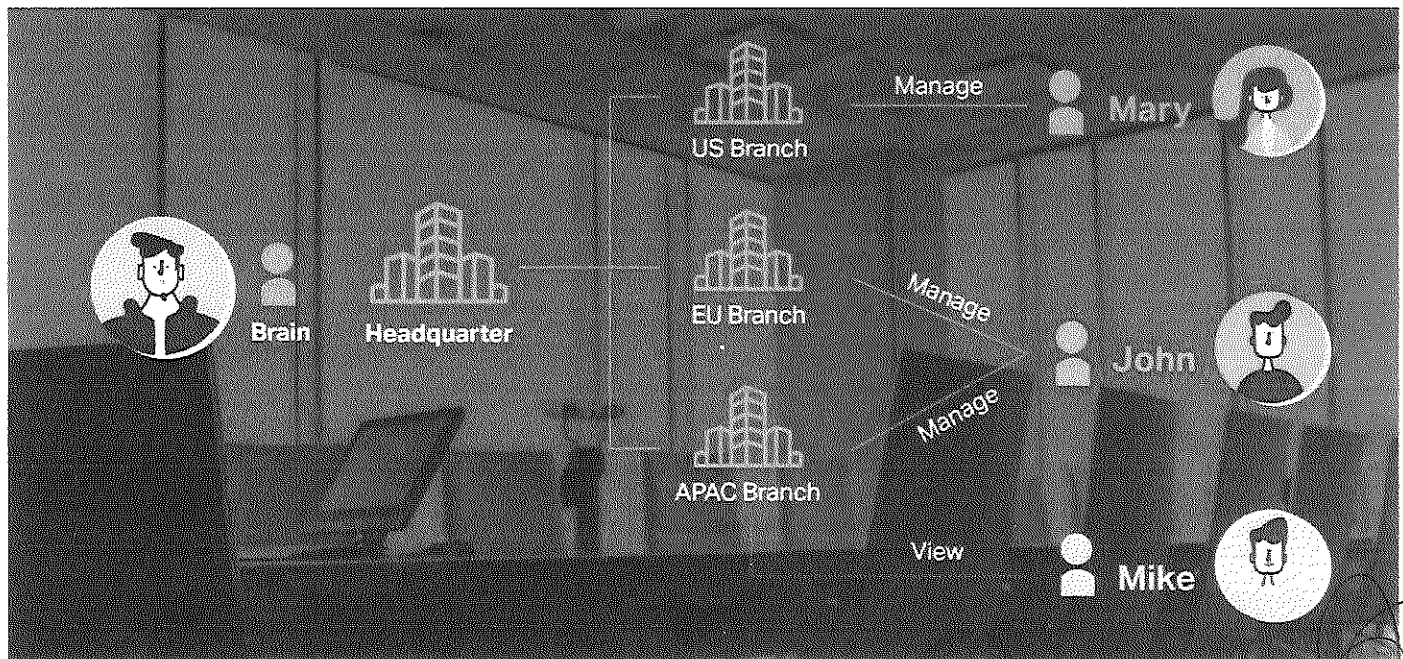 Manage
Mary
US Branch
Brain
Headquarter
EU Branch
Manage
John
Manage
APAC Branch
View
Mike